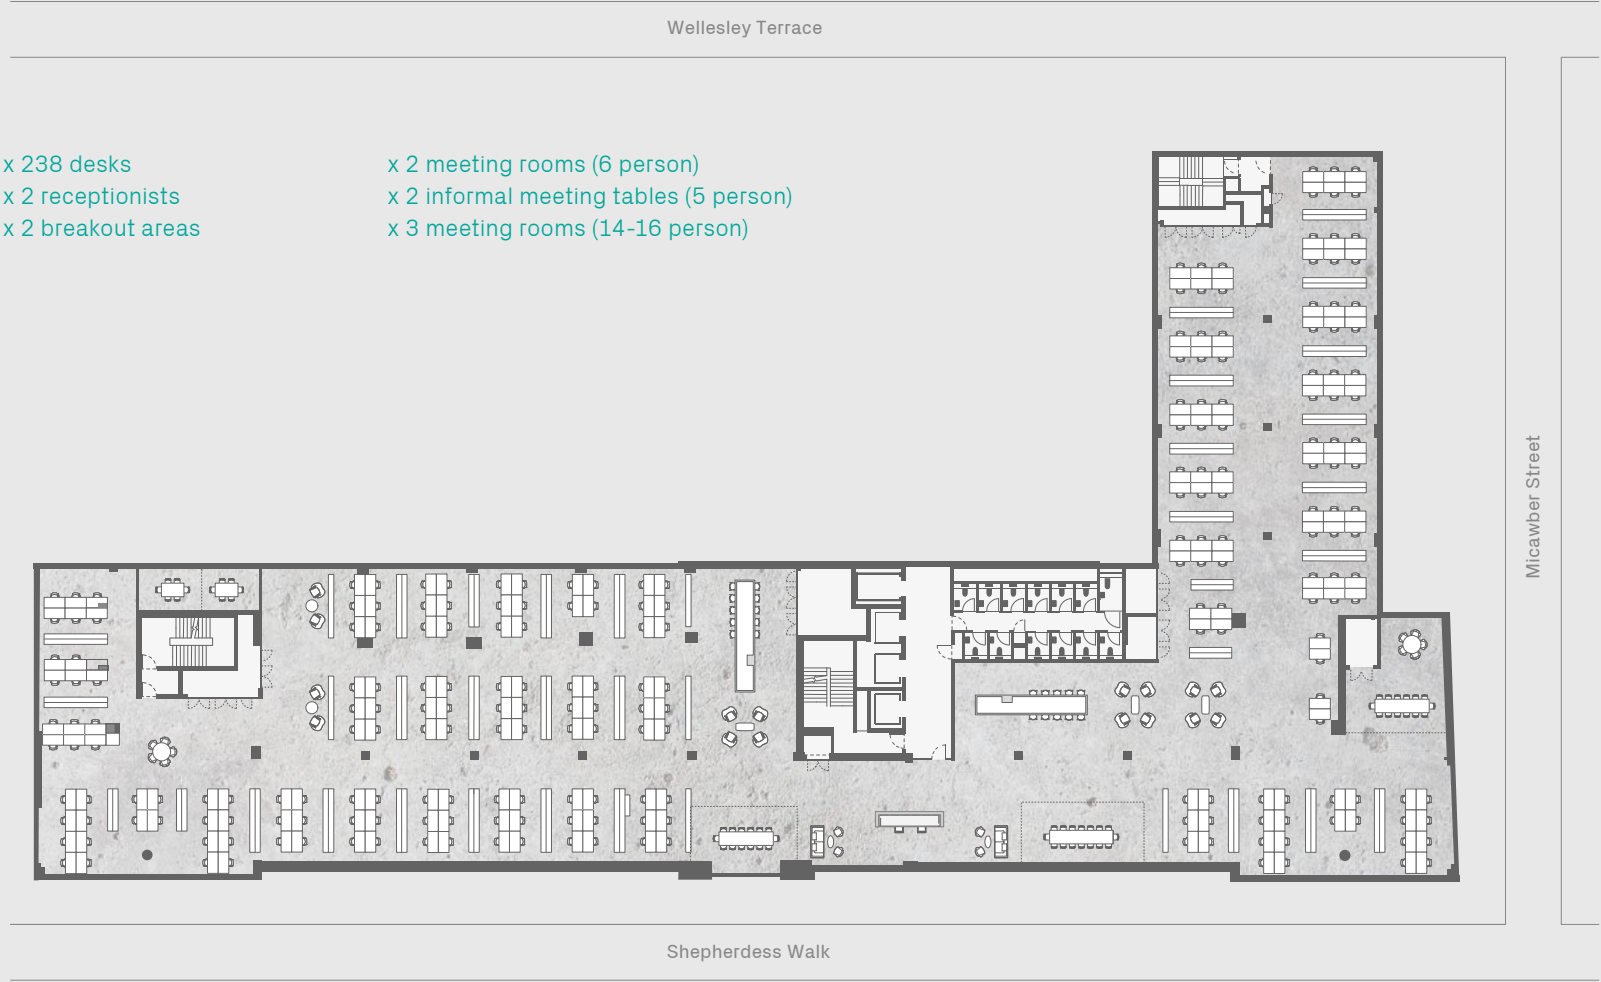 Wellesley Terrace
x 238 desks
x 2 receptionists
x 2 breakout areas
x 2 meeting rooms (6 person)
x 2 informal meeting tables (5 person)
x 3 meeting rooms (14-16 person)
Micawber Street
Shepherdess Walk